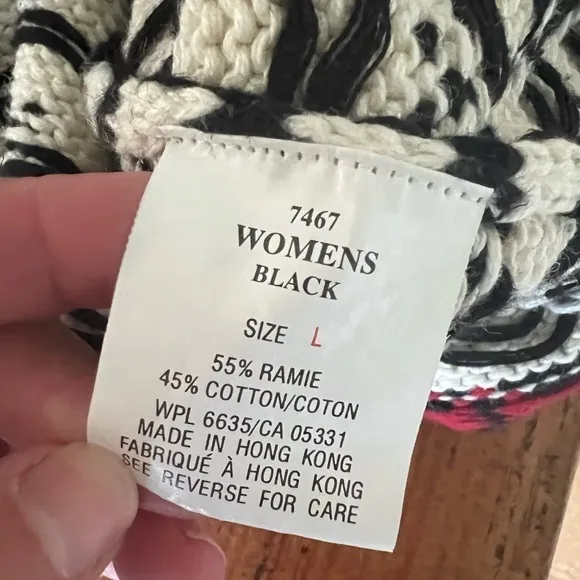 7467
WOMENS
BLACK
SIZE L
55% RAMIE
45% COTTON/COTON
WPL 6635/CA 05331
MADE IN HONG KONG
FABRIQUÉ À HONG KONG
SEE REVERSE FOR CARE